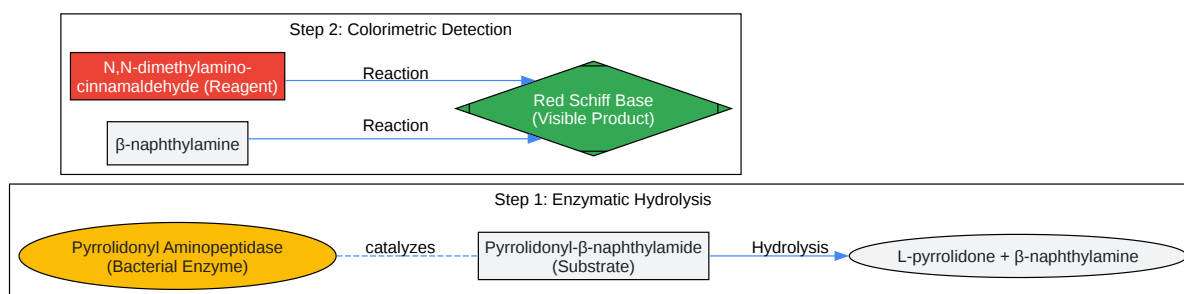 Step 2: Colorimetric Detection
N,N-dimethylamino-
cinnamaldehyde (Reagent)
Reaction
Red Schiff Base
(Visible Product)
β-naphthylamine
Reaction
Step 1: Enzymatic Hydrolysis
Pyrrolidonyl Aminopeptidase
(Bacterial Enzyme)
catalyzes
Pyrrolidonyl-β-naphthylamide
(Substrate)
Hydrolysis
L-pyrrolidone + β-naphthylamine